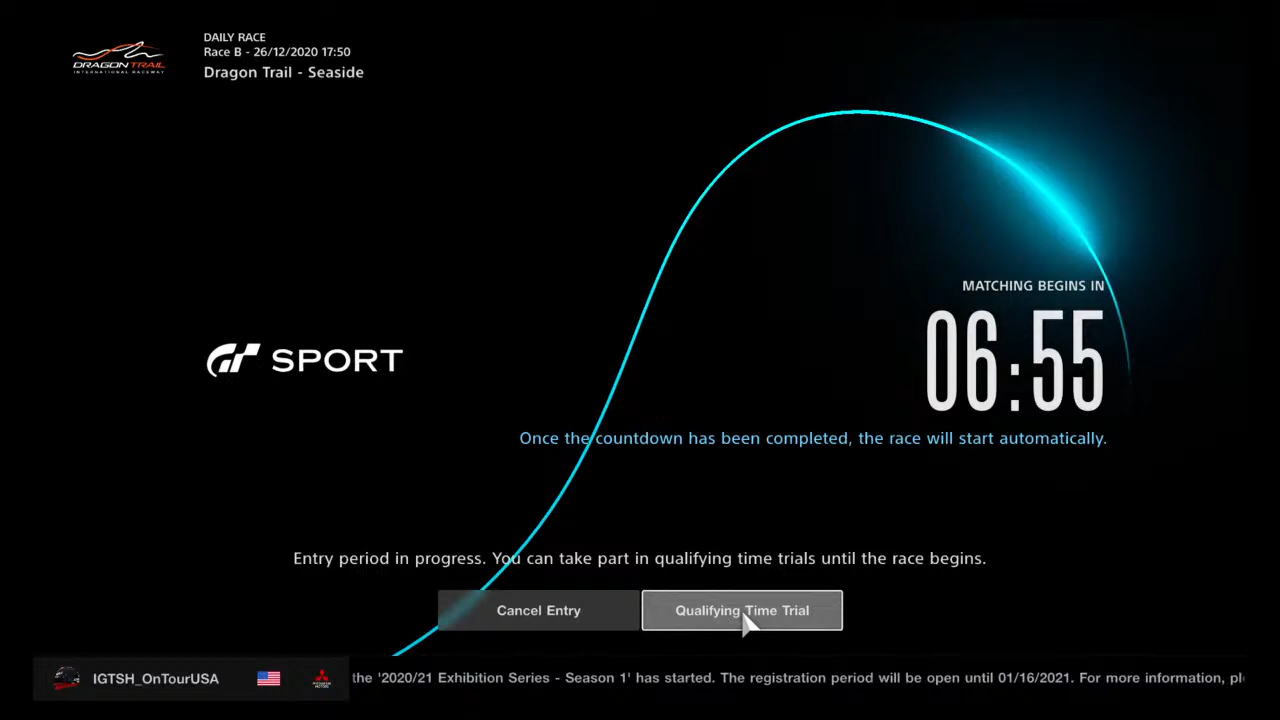 DAILY RACE
Race B - 26/12/2020 17:50
Dragon Trail - Seaside
DRAGON TRAIL
INTERNATIONAL RACEWAY
MATCHING BEGINS IN
06:55
GT SPORT
Once the countdown has been completed, the race will start automatically.
Entry period in progress. You can take part in qualifying time trials until the race begins.
Cancel Entry
Qualifying Time Trial
IGTSH_OnTourUSA
MITSUBISHI MOTORS
the '2020/21 Exhibition Series - Season 1' has started. The registration period will be open until 01/16/2021. For more information, pl